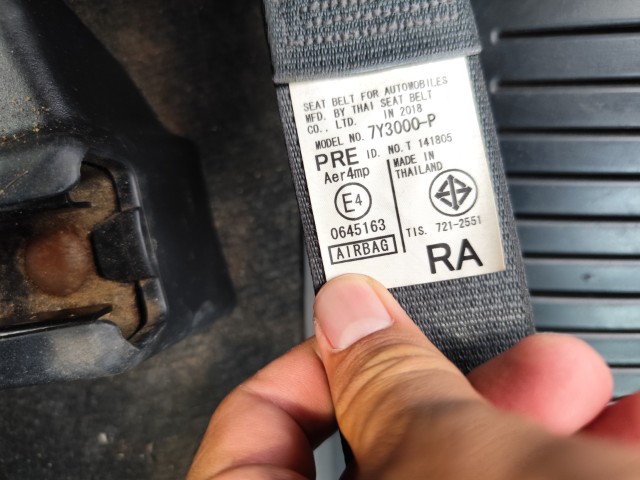 SEAT BELT FOR AUTOMOBILES
MFD. BY THAI SEAT BELT
CO., LTD. IN 2018
MODEL NO. 7Y3000-P
PRE ID. NO. T 141805
Aer4mp
MADE IN
THAILAND
E4
0645163
TIS. 721-2551
AIRBAG
RA